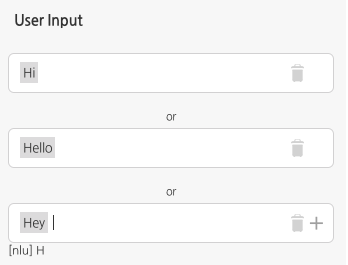 User Input
Hi
or
Hello
or
Hey
[nlu] H